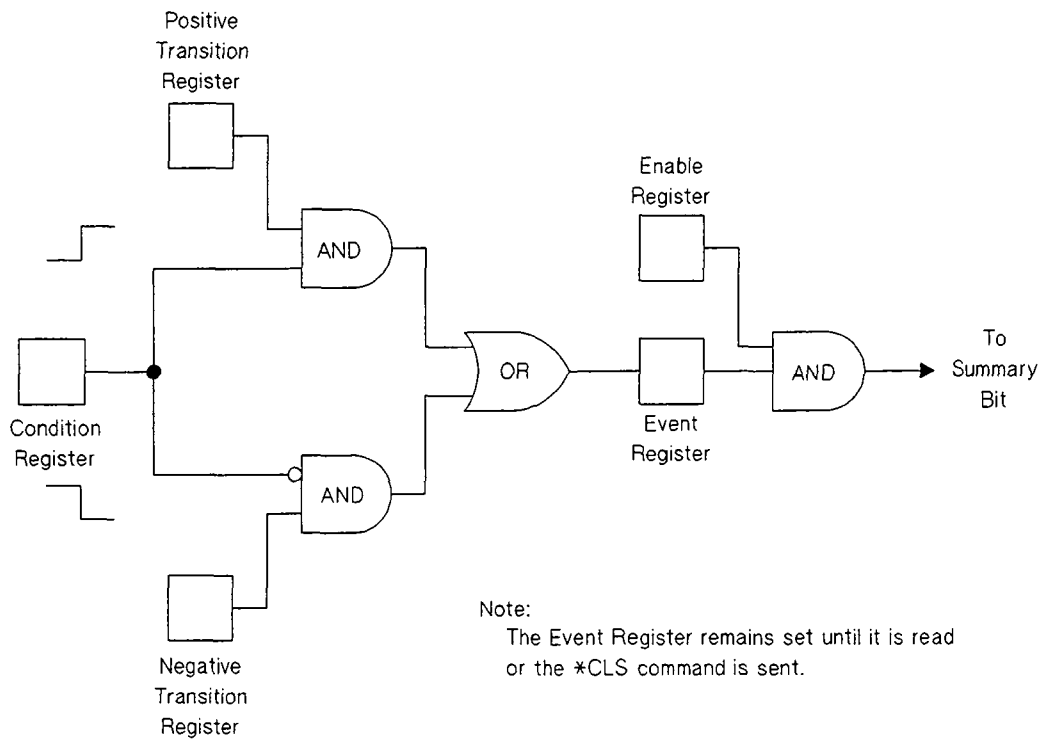 Positive
Transition
Register
Enable
Register
AND
OR
AND
To
Summary
Bit
Condition
Register
Event
Register
AND
Negative
Transition
Register
Note:
The Event Register remains set until it is read
or the *CLS command is sent.